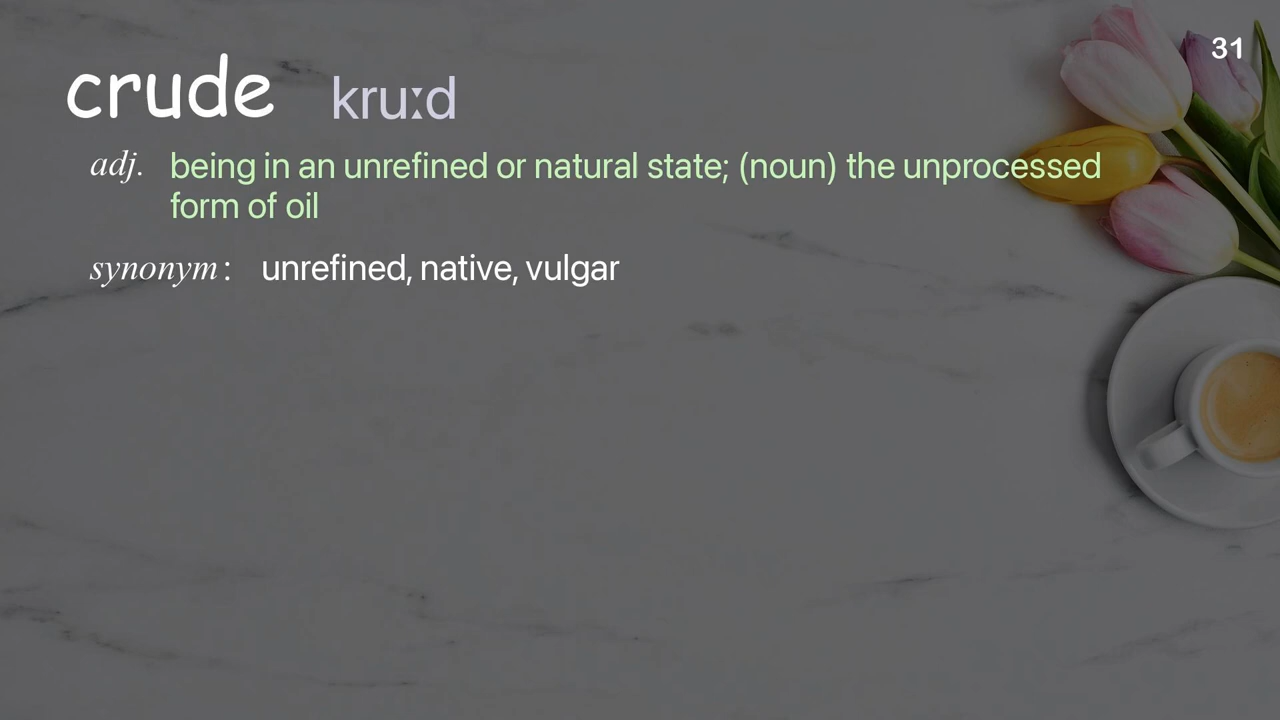 31
crude kruːd
adj. being in an unrefined or natural state; (noun) the unprocessed
form of oil
synonym : unrefined, native, vulgar